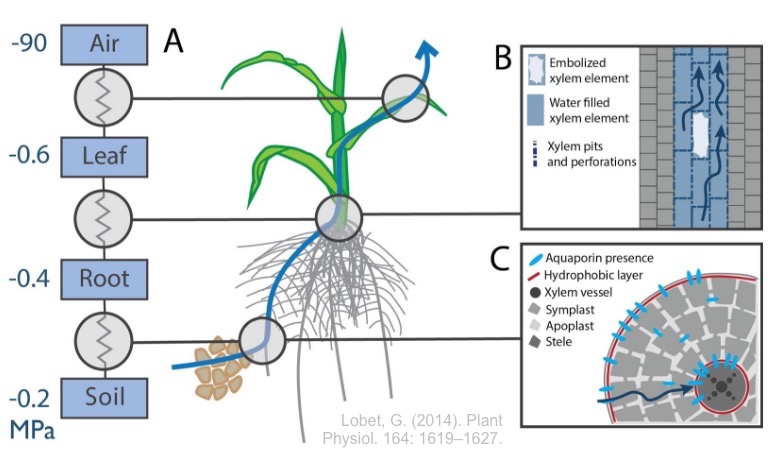 -90
Air
-0.6
Leaf
-0.4
Root
-0.2
Soil
MPa
A
B
Embolized
xylem element
Water filled
xylem element
Xylem pits
and perforations
C
Aquaporin presence
Hydrophobic layer
Xylem vessel
Symplast
Apoplast
Stele
Lobet, G. (2014). Plant
Physiol. 164: 1619–1627.